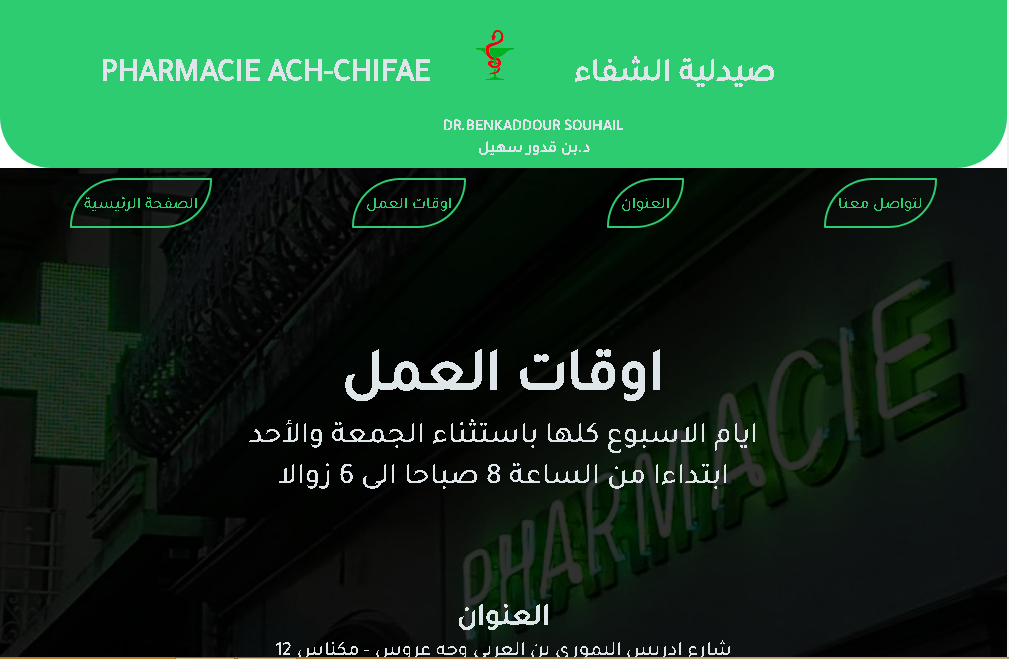 PHARMACIE ACH-CHIFAE
صيدلية الشفاء
DR.BENKADDOUR SOUHAIL
د.بن قدور سهيل
لتواصل معنا
العنوان
اوقات العمل
الصفحة الرئيسية
PHARMACIE
اوقات العمل
ايام الاسبوع كلها باستثناء الجمعة والأحد
ابتداءا من الساعة 8 صباحا الى 6 زوالا
العنوان
شارع ادريس اليموري بن العربي وجه عروس - مكناس 12